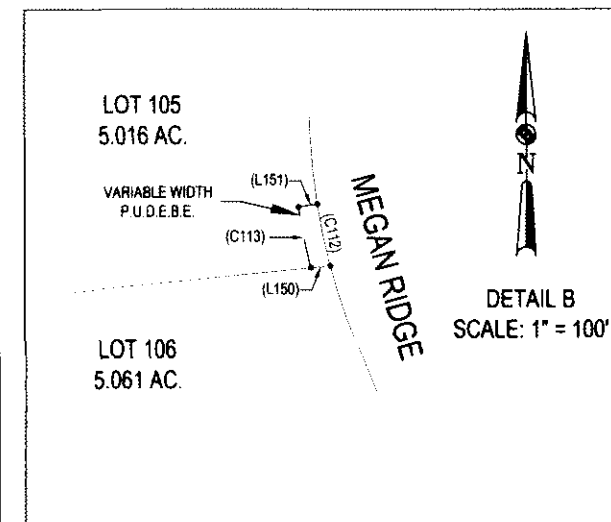 LOT 105
5.016 AC.
(L151)
VARIABLE WIDTH
P.U.D.E.B.E.
(C113)
(C112)
(L150)
MEGAN RIDGE
LOT 106
5.061 AC.
N
DETAIL B
SCALE: 1" = 100'